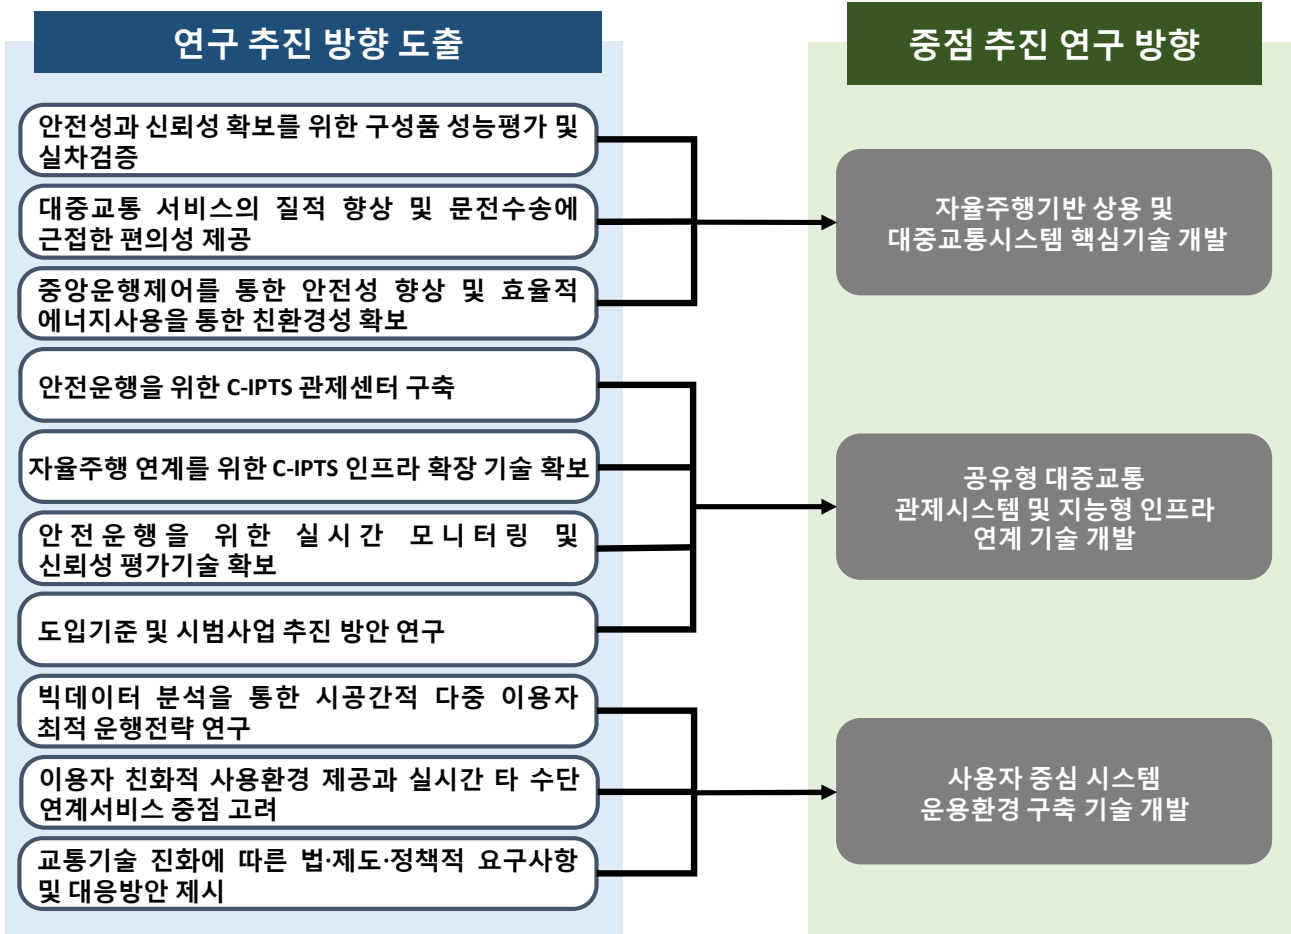 연구 추진 방향 도출
안전성과 신뢰성 확보를 위한 구성품 성능평가 및
실차검증
대중교통 서비스의 질적 향상 및 문전수송에
근접한 편의성 제공
중앙운행제어를 통한 안전성 향상 및 효율적
에너지사용을 통한 친환경성 확보
안전운행을 위한 C-IPTS 관제센터 구축
자율주행 연계를 위한 C-IPTS 인프라 확장 기술 확보
안전운행을 위한 실시간 모니터링 및
신뢰성 평가기술 확보
도입기준 및 시범사업 추진 방안 연구
빅데이터 분석을 통한 시공간적 다중 이용자
최적 운행전략 연구
이용자 친화적 사용환경 제공과 실시간 타 수단
연계서비스 중점 고려
교통기술 진화에 따른 법·제도·정책적 요구사항
및 대응방안 제시
중점 추진 연구 방향
자율주행기반 상용 및
대중교통시스템 핵심기술 개발
공유형 대중교통
관제시스템 및 지능형 인프라
연계 기술 개발
사용자 중심 시스템
운용환경 구축 기술 개발